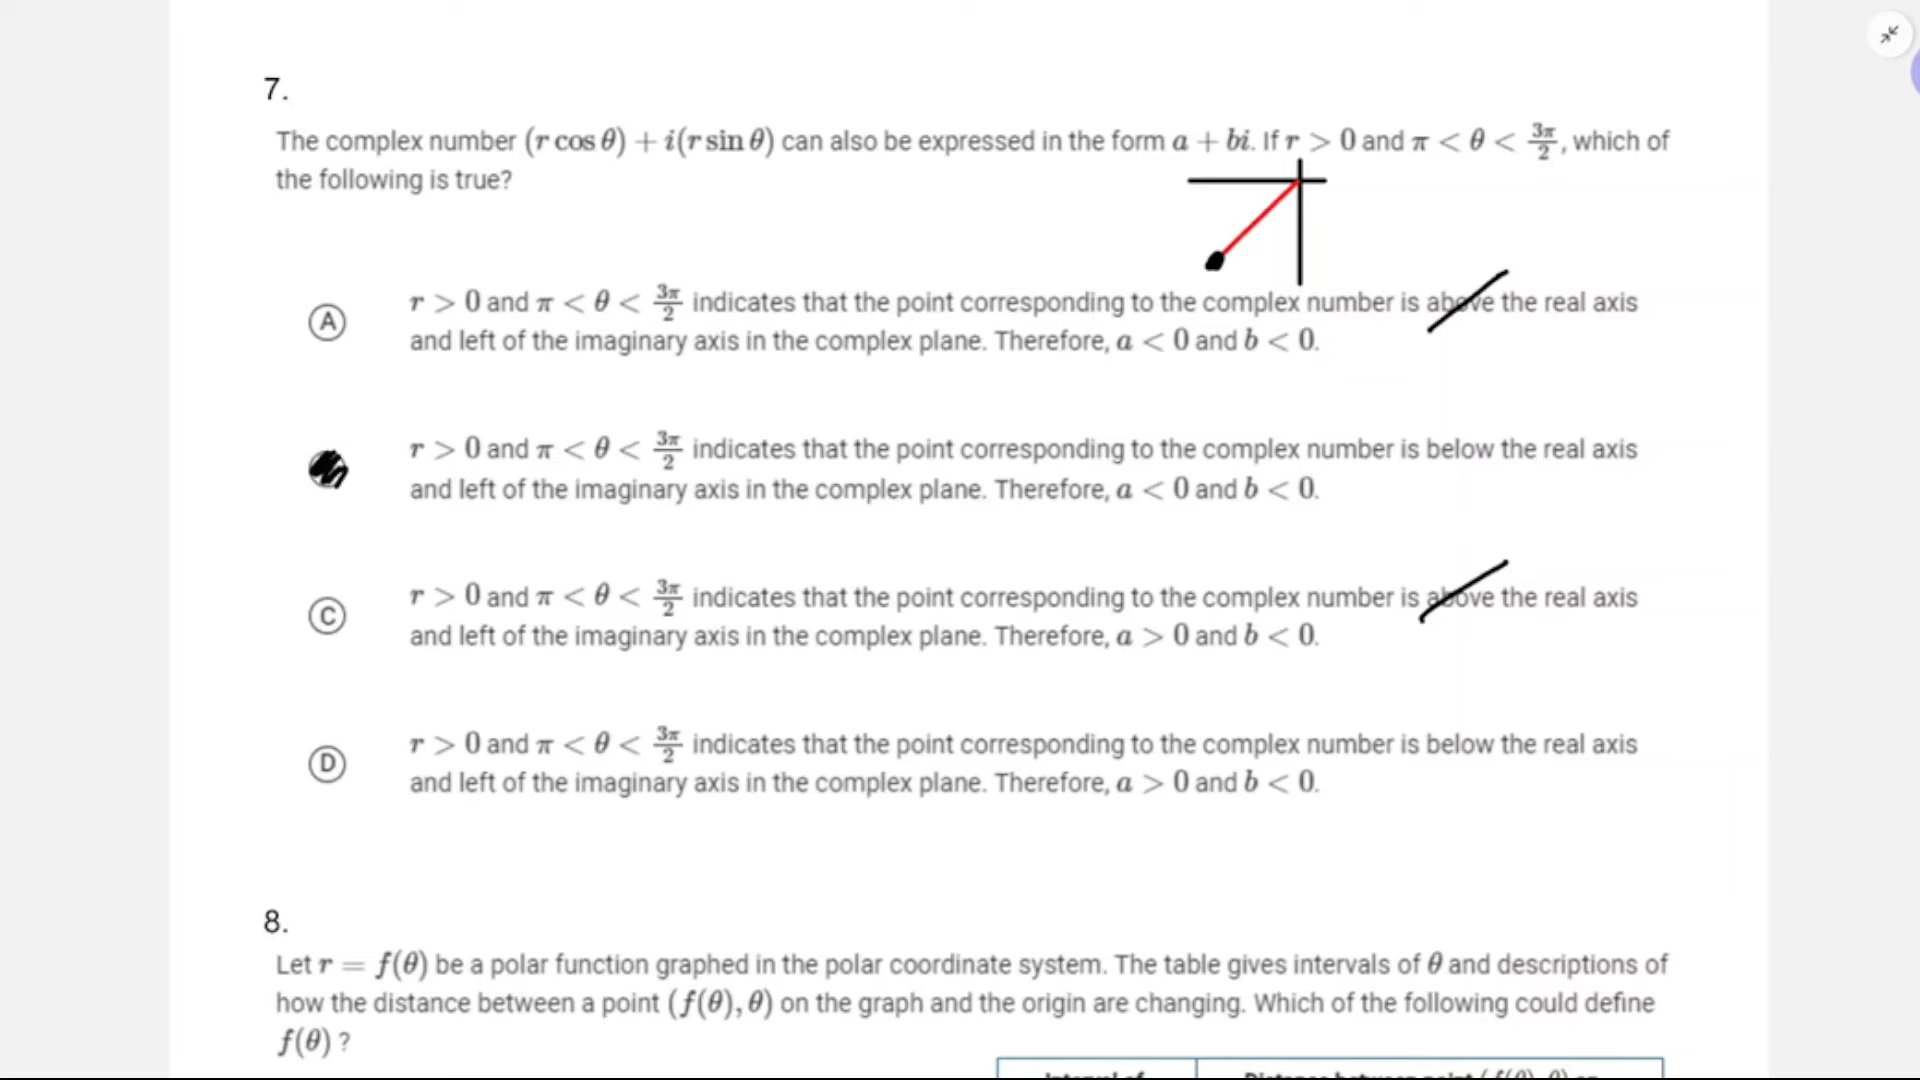 7.
The complex number (r cos θ) + i(r sin θ) can also be expressed in the form a + bi. If r > 0 and π < θ < 3π/2, which of
the following is true?
A r > 0 and π < θ < 3π/2 indicates that the point corresponding to the complex number is above the real axis
and left of the imaginary axis in the complex plane. Therefore, a < 0 and b < 0.
r > 0 and π < θ < 3π/2 indicates that the point corresponding to the complex number is below the real axis
and left of the imaginary axis in the complex plane. Therefore, a < 0 and b < 0.
C r > 0 and π < θ < 3π/2 indicates that the point corresponding to the complex number is above the real axis
and left of the imaginary axis in the complex plane. Therefore, a > 0 and b < 0.
D r > 0 and π < θ < 3π/2 indicates that the point corresponding to the complex number is below the real axis
and left of the imaginary axis in the complex plane. Therefore, a > 0 and b < 0.
8.
Let r = f(θ) be a polar function graphed in the polar coordinate system. The table gives intervals of θ and descriptions of
how the distance between a point (f(θ), θ) on the graph and the origin are changing. Which of the following could define
f(θ) ?
Interval of Distance between point (f(θ), θ) on